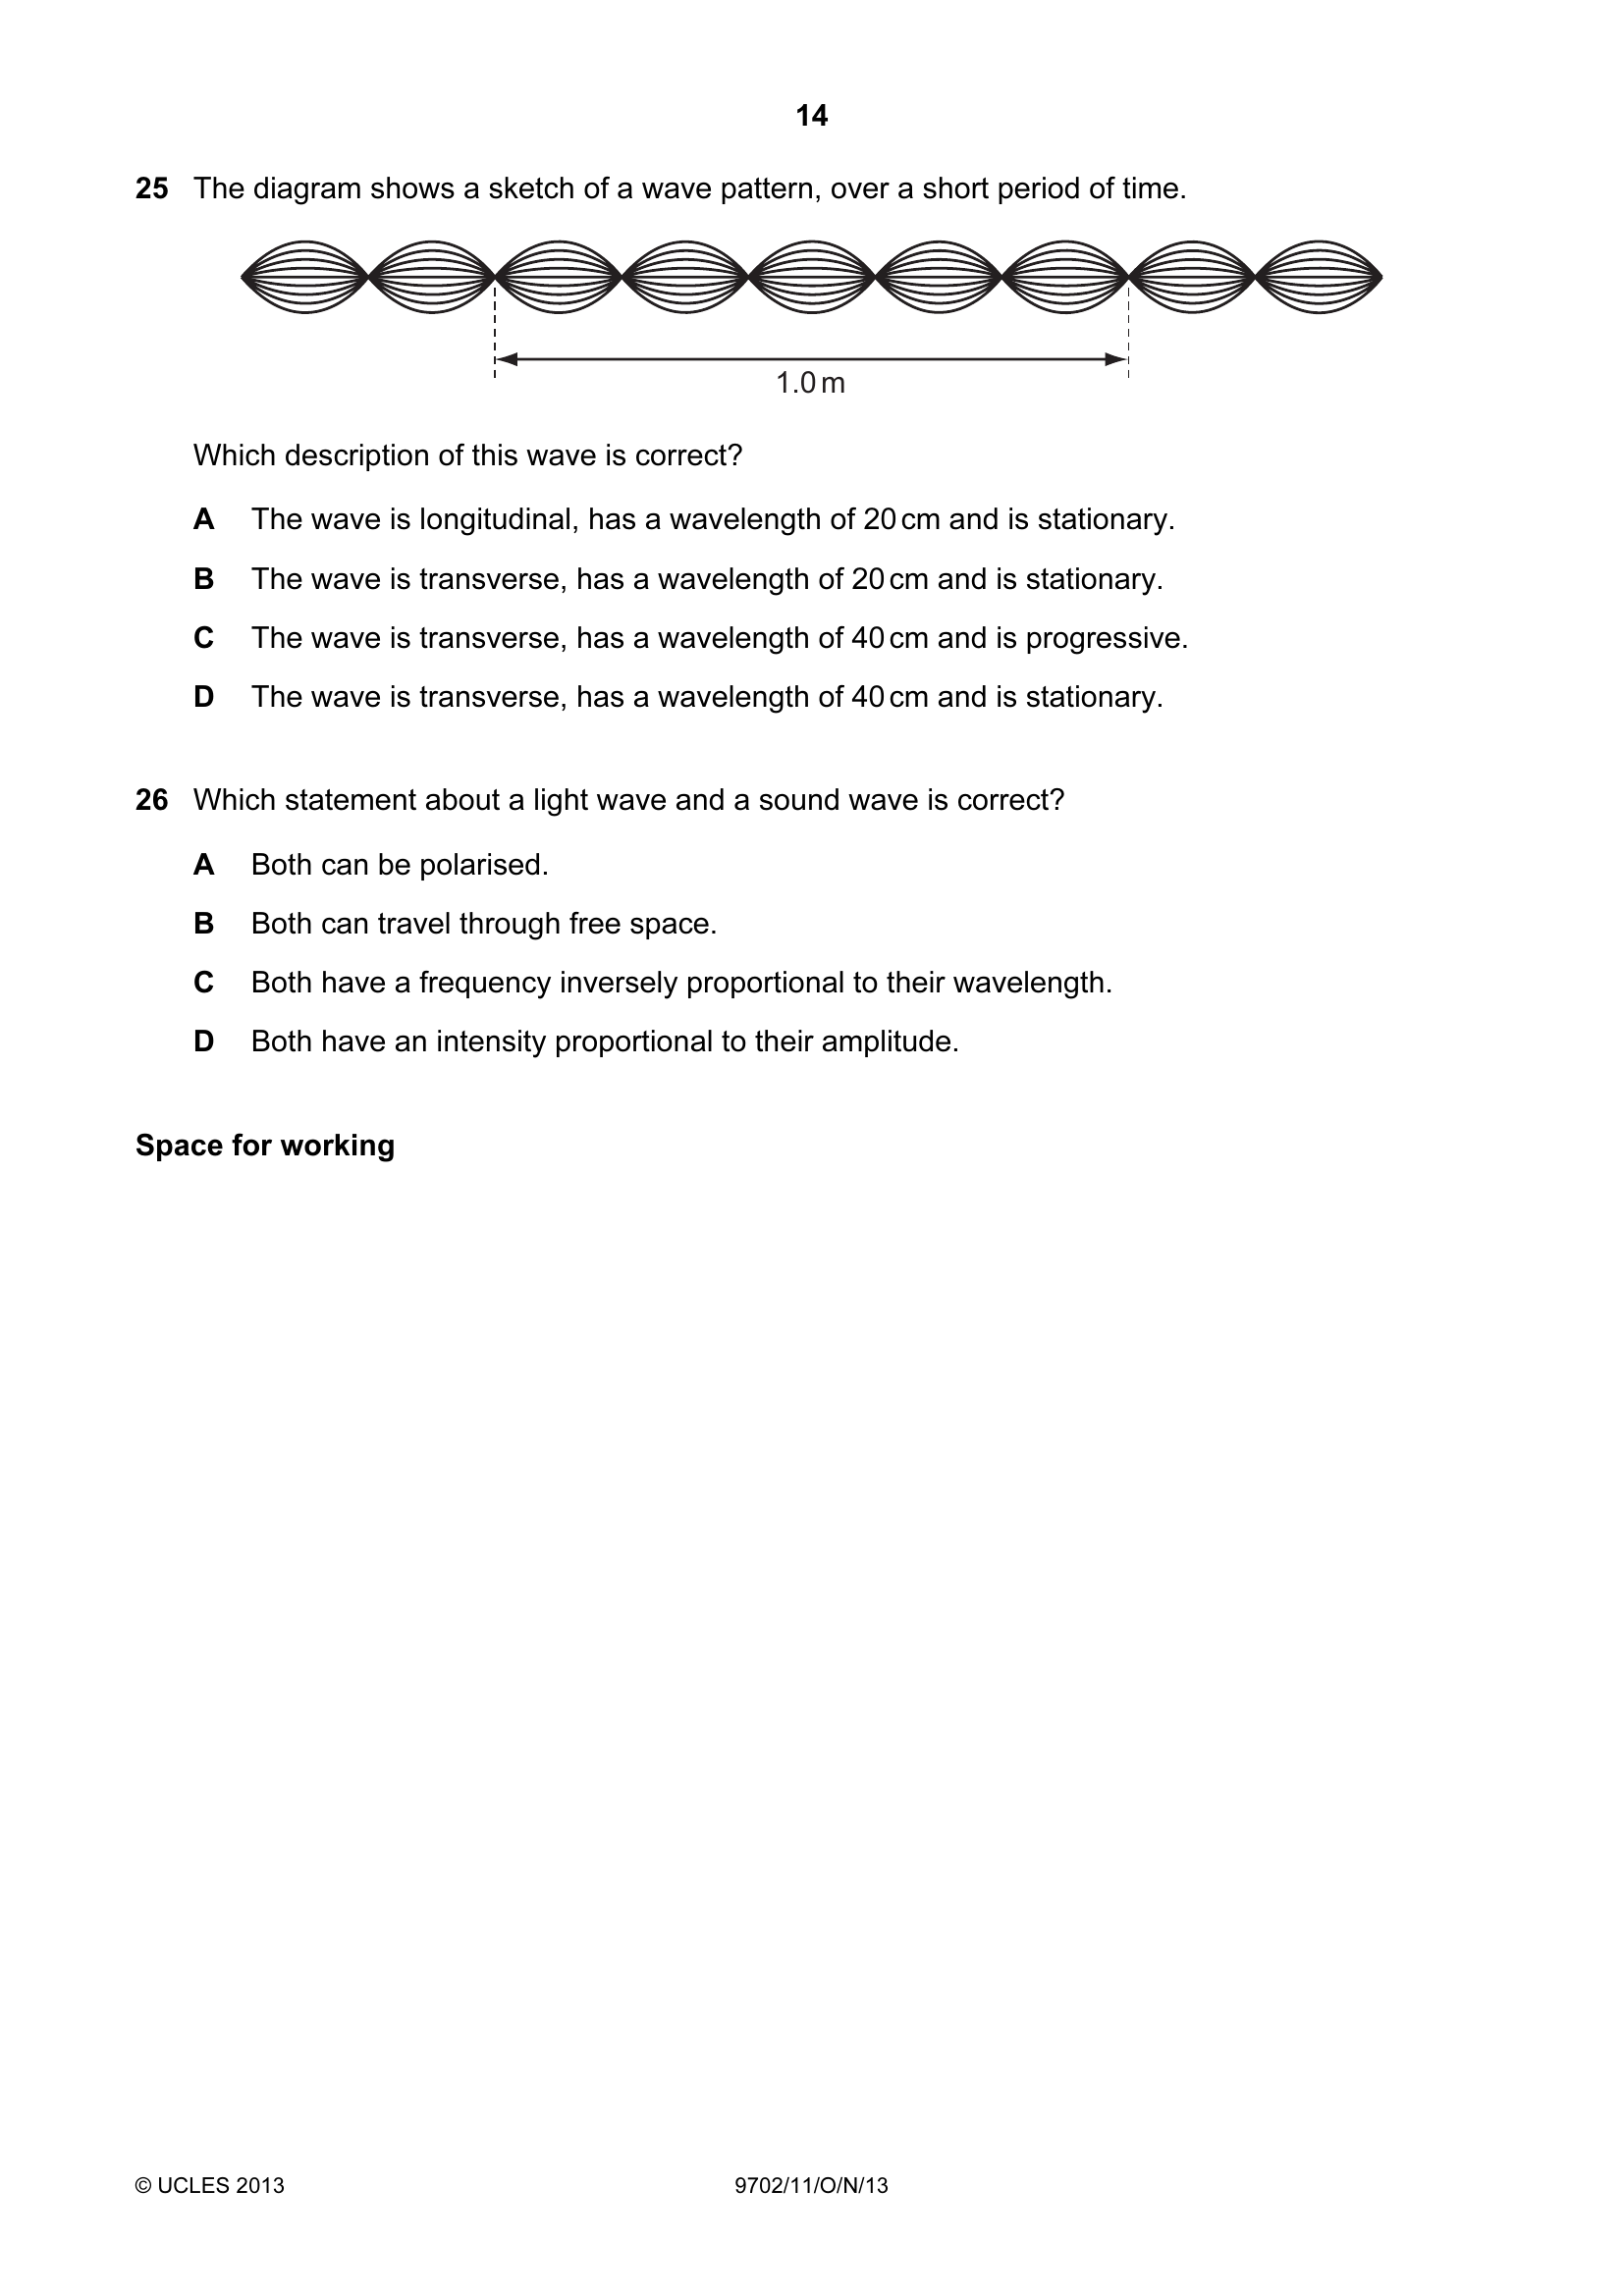 14
25 The diagram shows a sketch of a wave pattern, over a short period of time.
1.0 m
Which description of this wave is correct?
A The wave is longitudinal, has a wavelength of 20 cm and is stationary.
B The wave is transverse, has a wavelength of 20 cm and is stationary.
C The wave is transverse, has a wavelength of 40 cm and is progressive.
D The wave is transverse, has a wavelength of 40 cm and is stationary.
26 Which statement about a light wave and a sound wave is correct?
A Both can be polarised.
B Both can travel through free space.
C Both have a frequency inversely proportional to their wavelength.
D Both have an intensity proportional to their amplitude.
Space for working
© UCLES 2013 9702/11/O/N/13